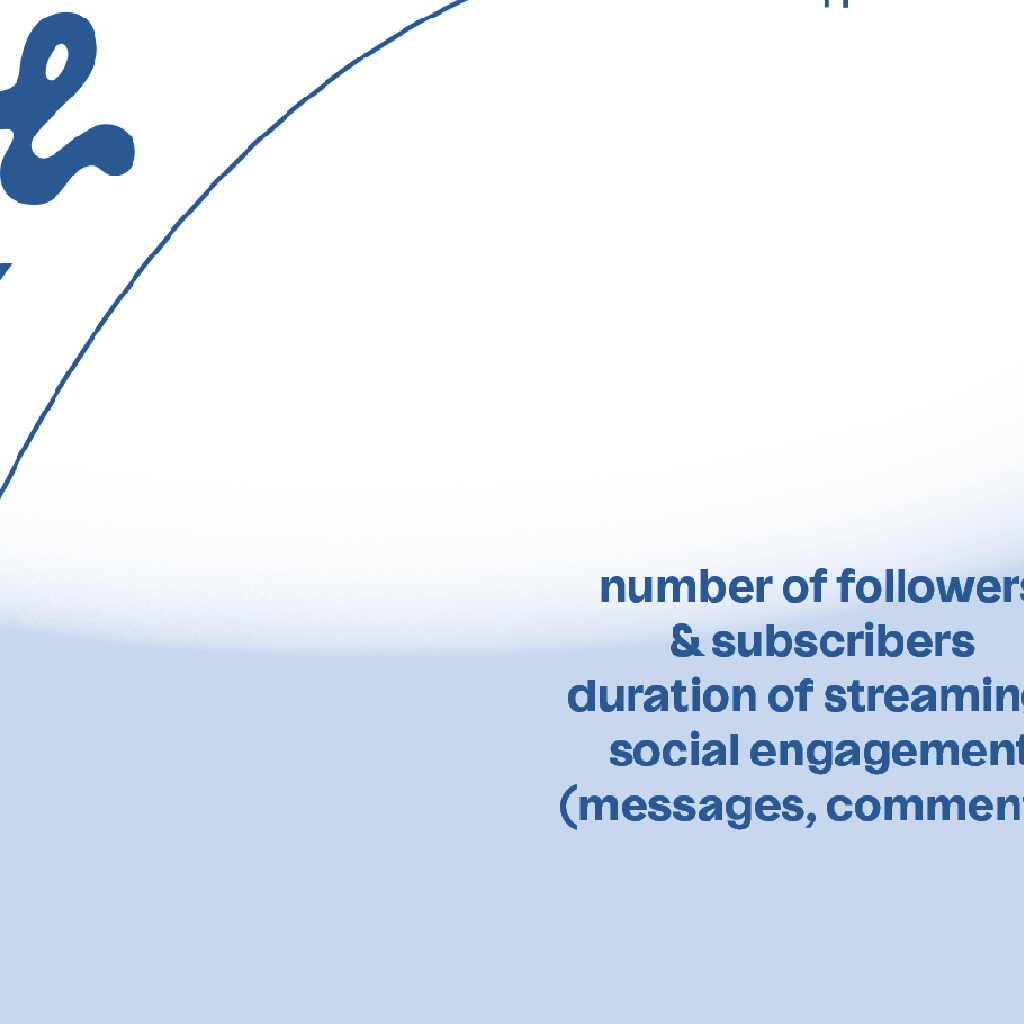 number of followers
& subscribers
duration of streaming
social engagement
(messages, comment